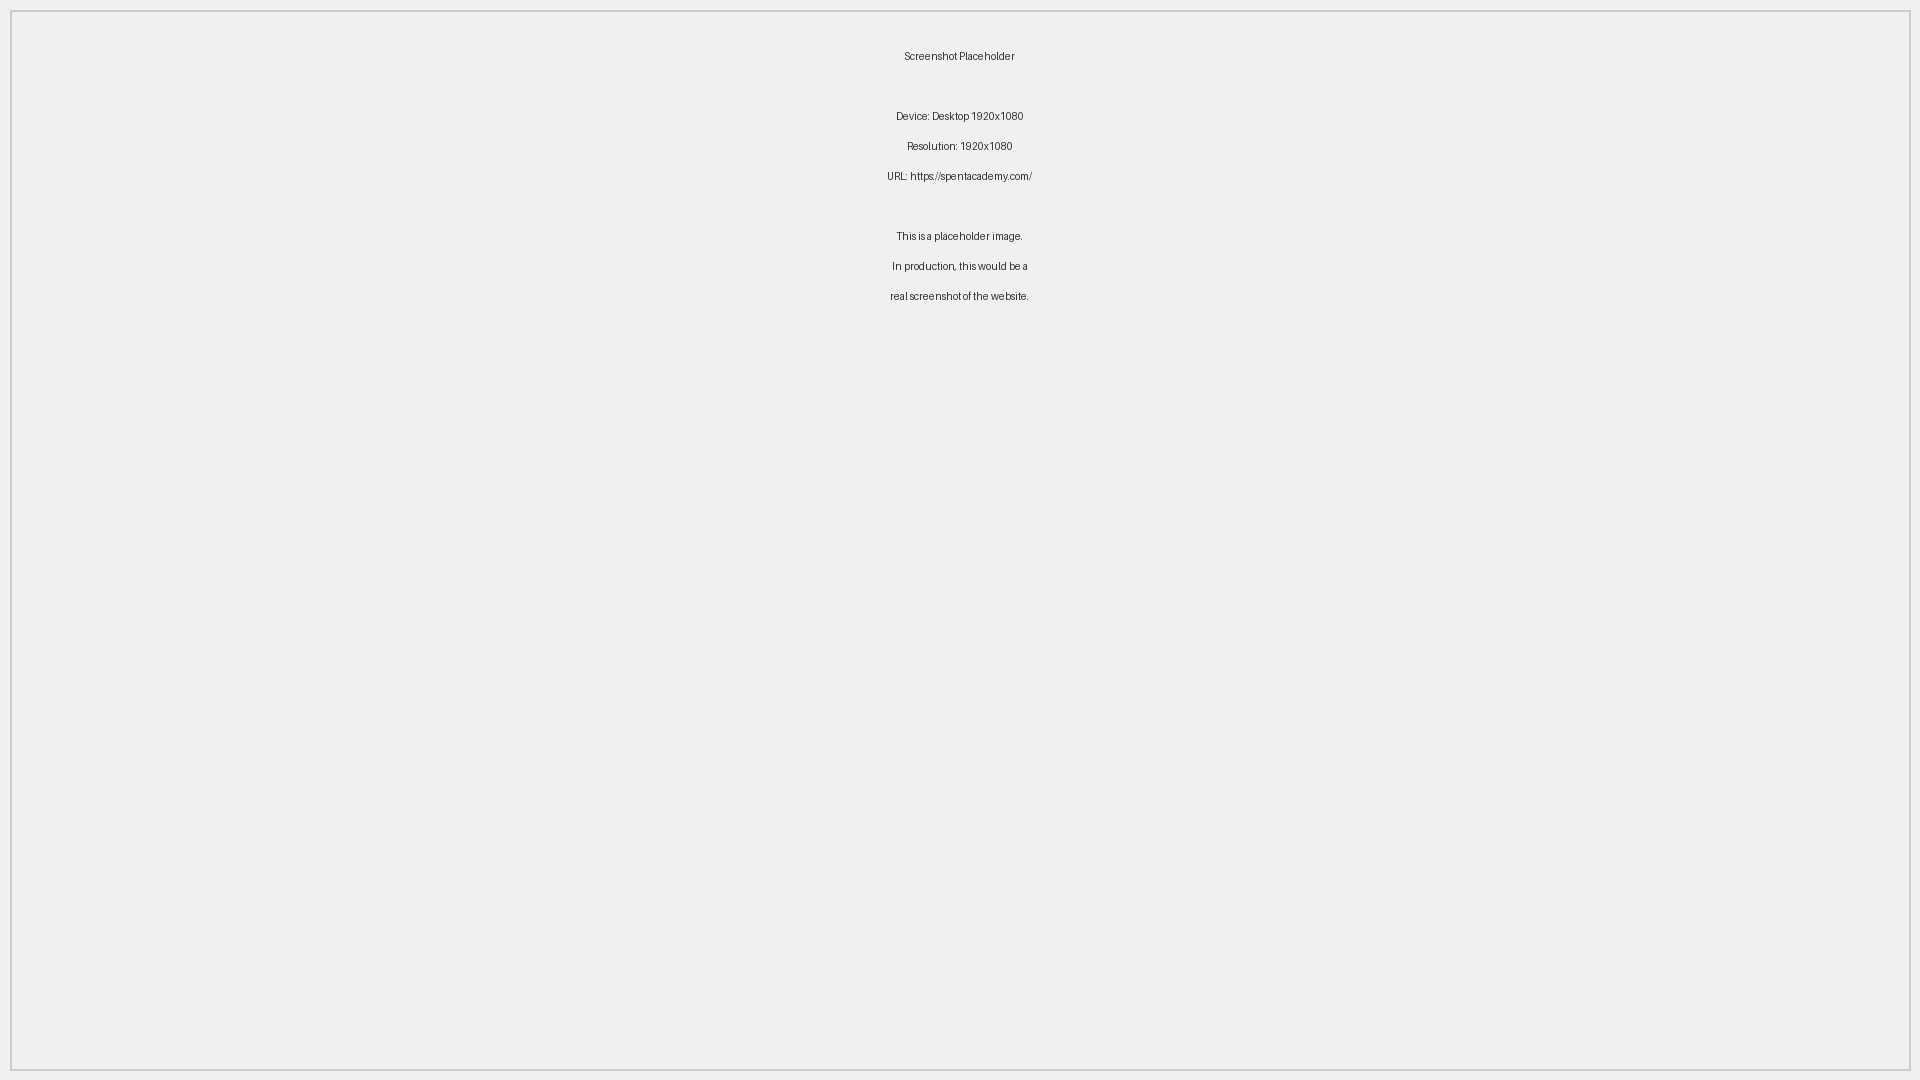 Screenshot Placeholder
Device: Desktop 1920x1080
Resolution: 1920x1080
URL: https://spentacademy.com/
This is a placeholder image.
In production, this would be a
real screenshot of the website.